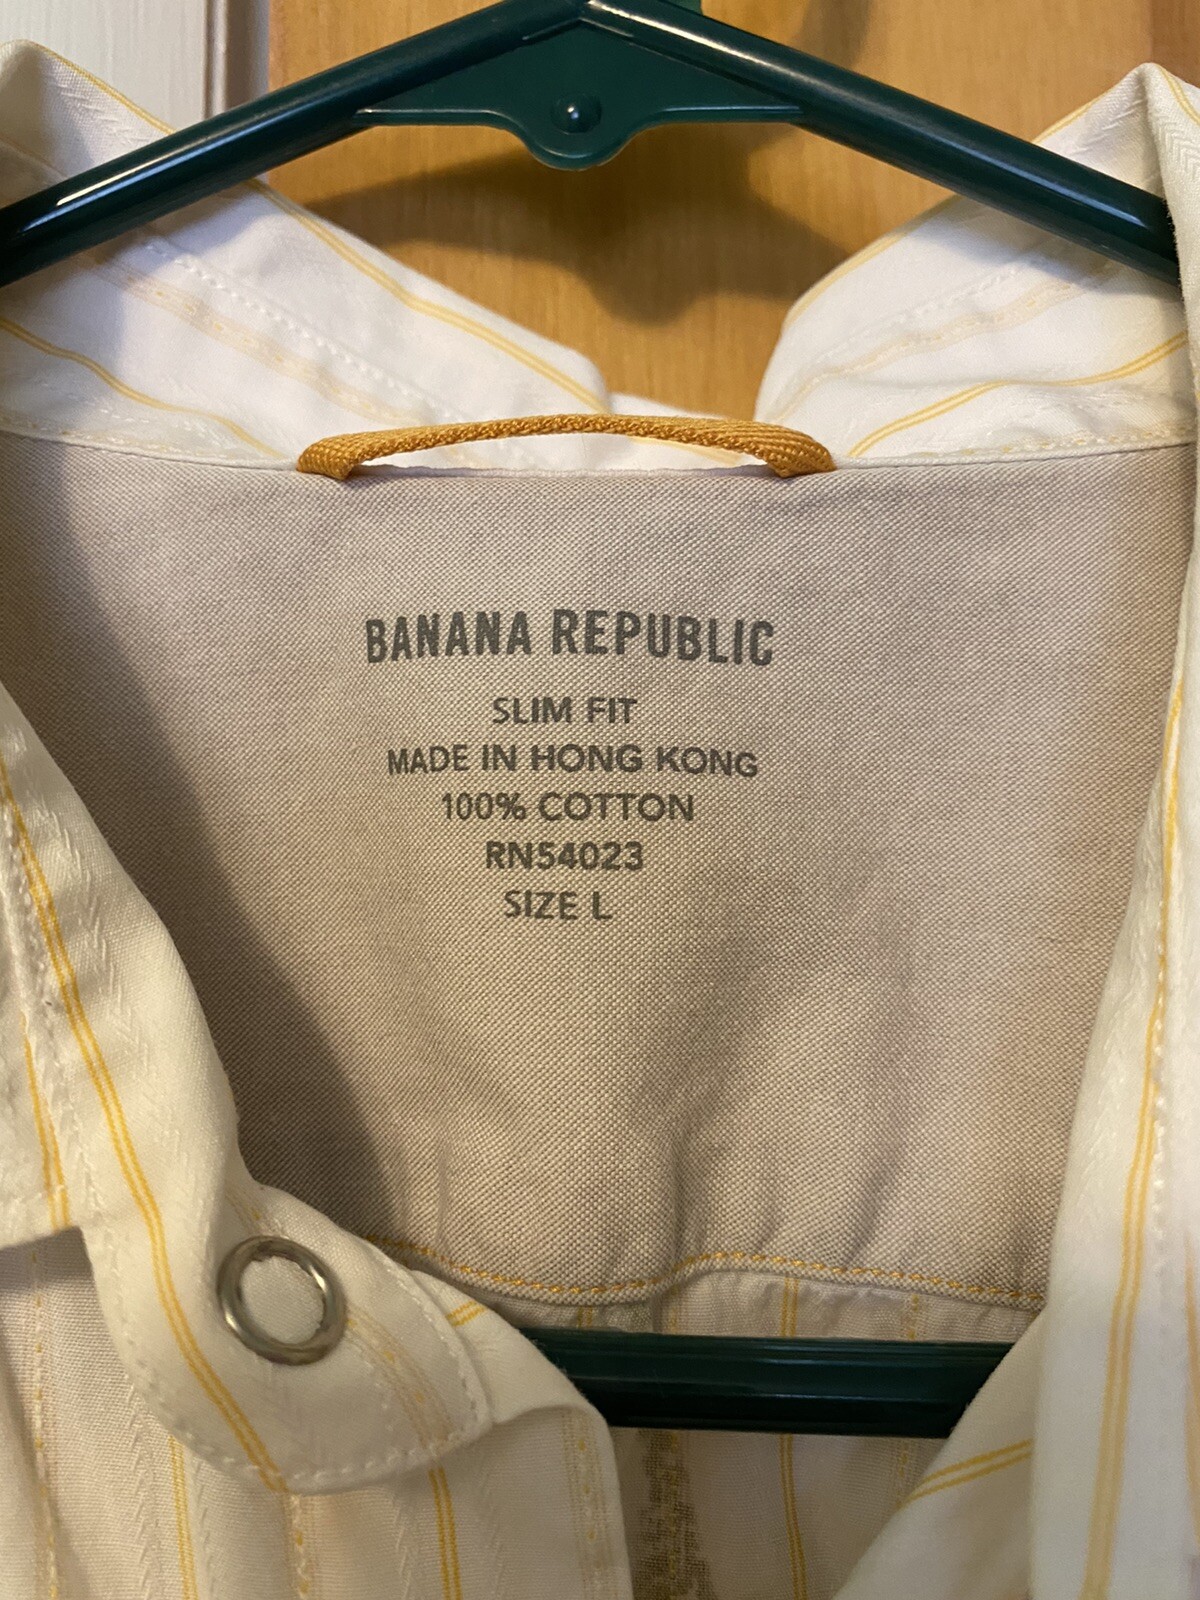 BANANA REPUBLIC
SLIM FIT
MADE IN HONG KONG
100% COTTON
RN54023
SIZE L